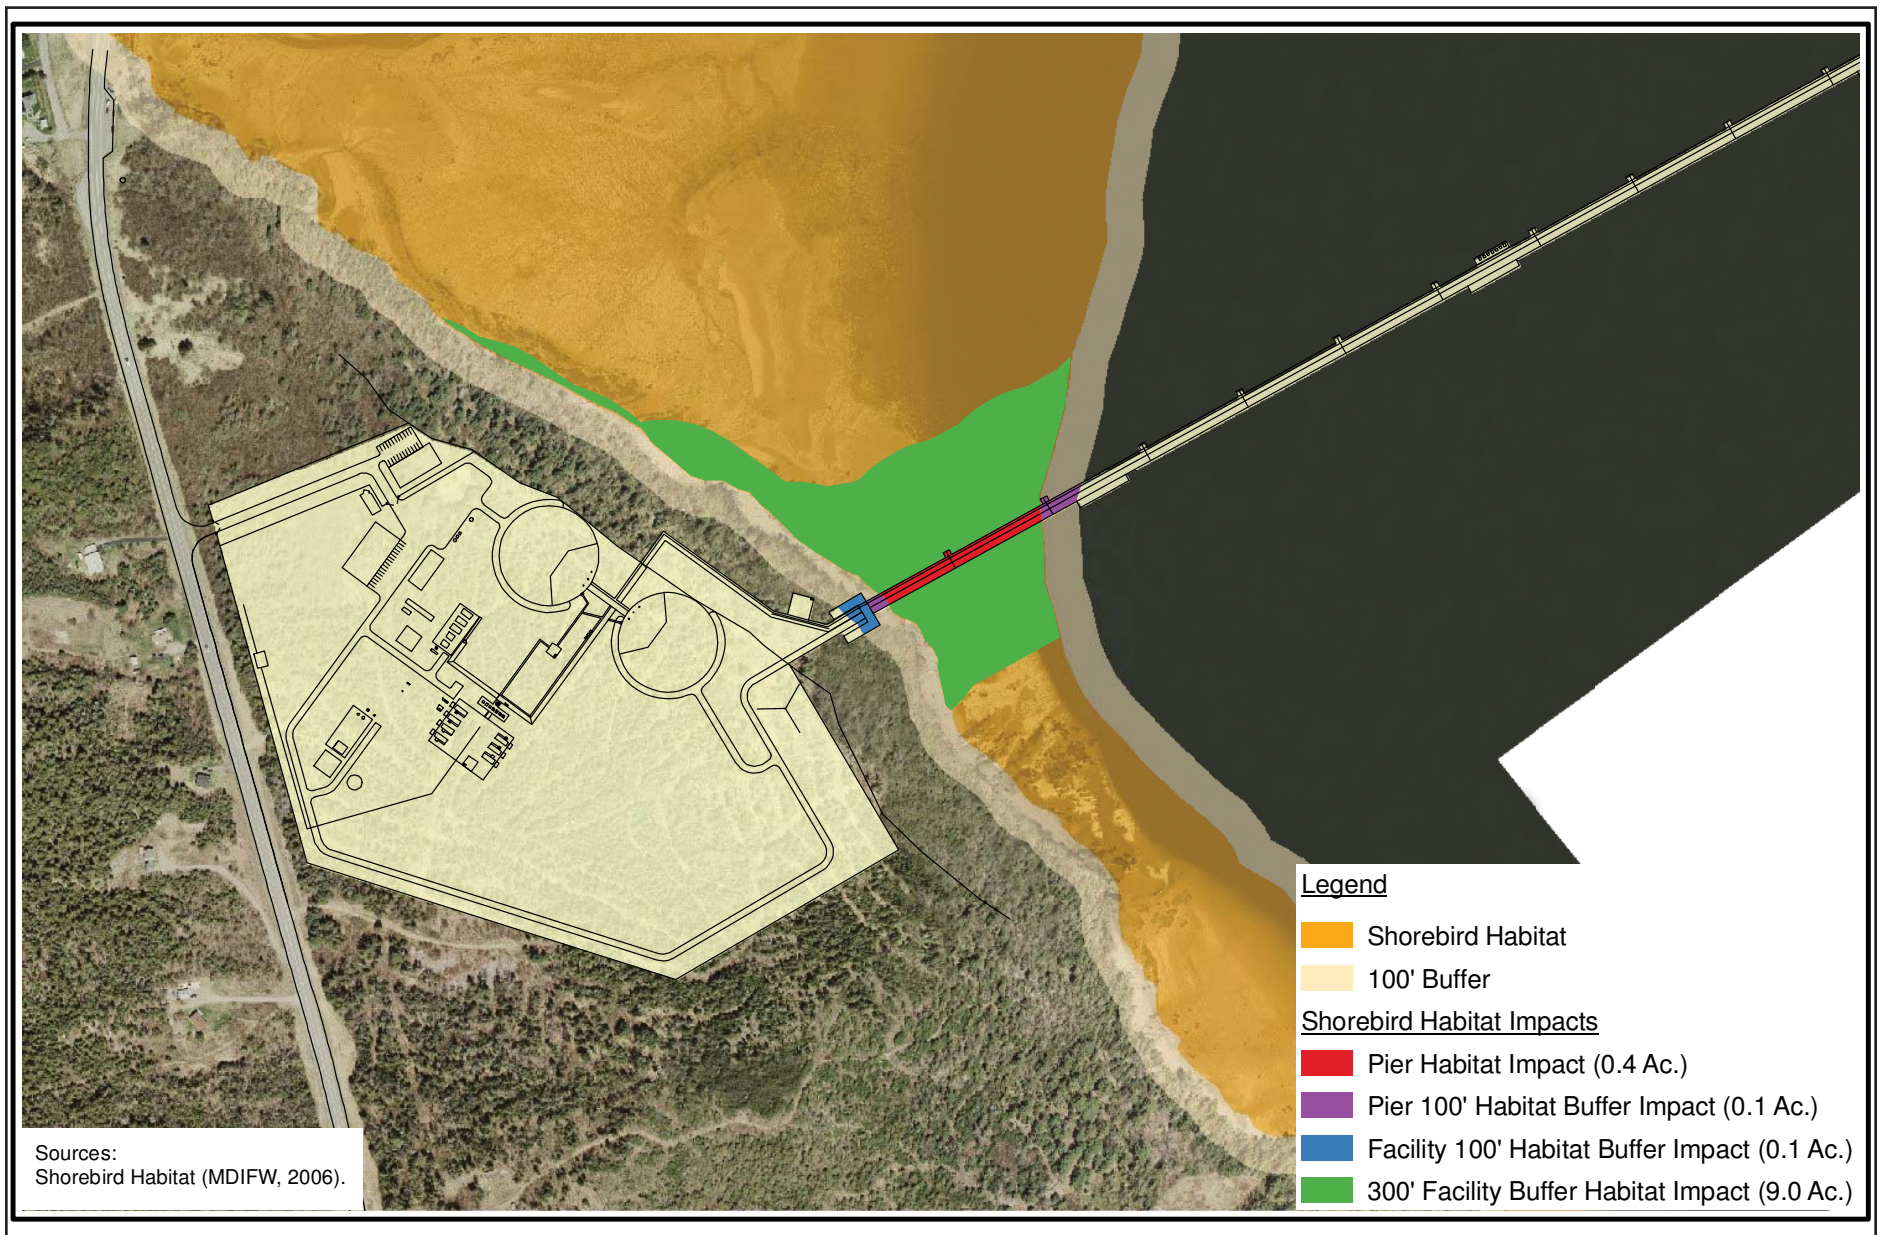 Legend
Shorebird Habitat
100' Buffer
Shorebird Habitat Impacts
Pier Habitat Impact (0.4 Ac.)
Pier 100' Habitat Buffer Impact (0.1 Ac.)
Facility 100' Habitat Buffer Impact (0.1 Ac.)
300' Facility Buffer Habitat Impact (9.0 Ac.)
Sources:
Shorebird Habitat (MDIFW, 2006).